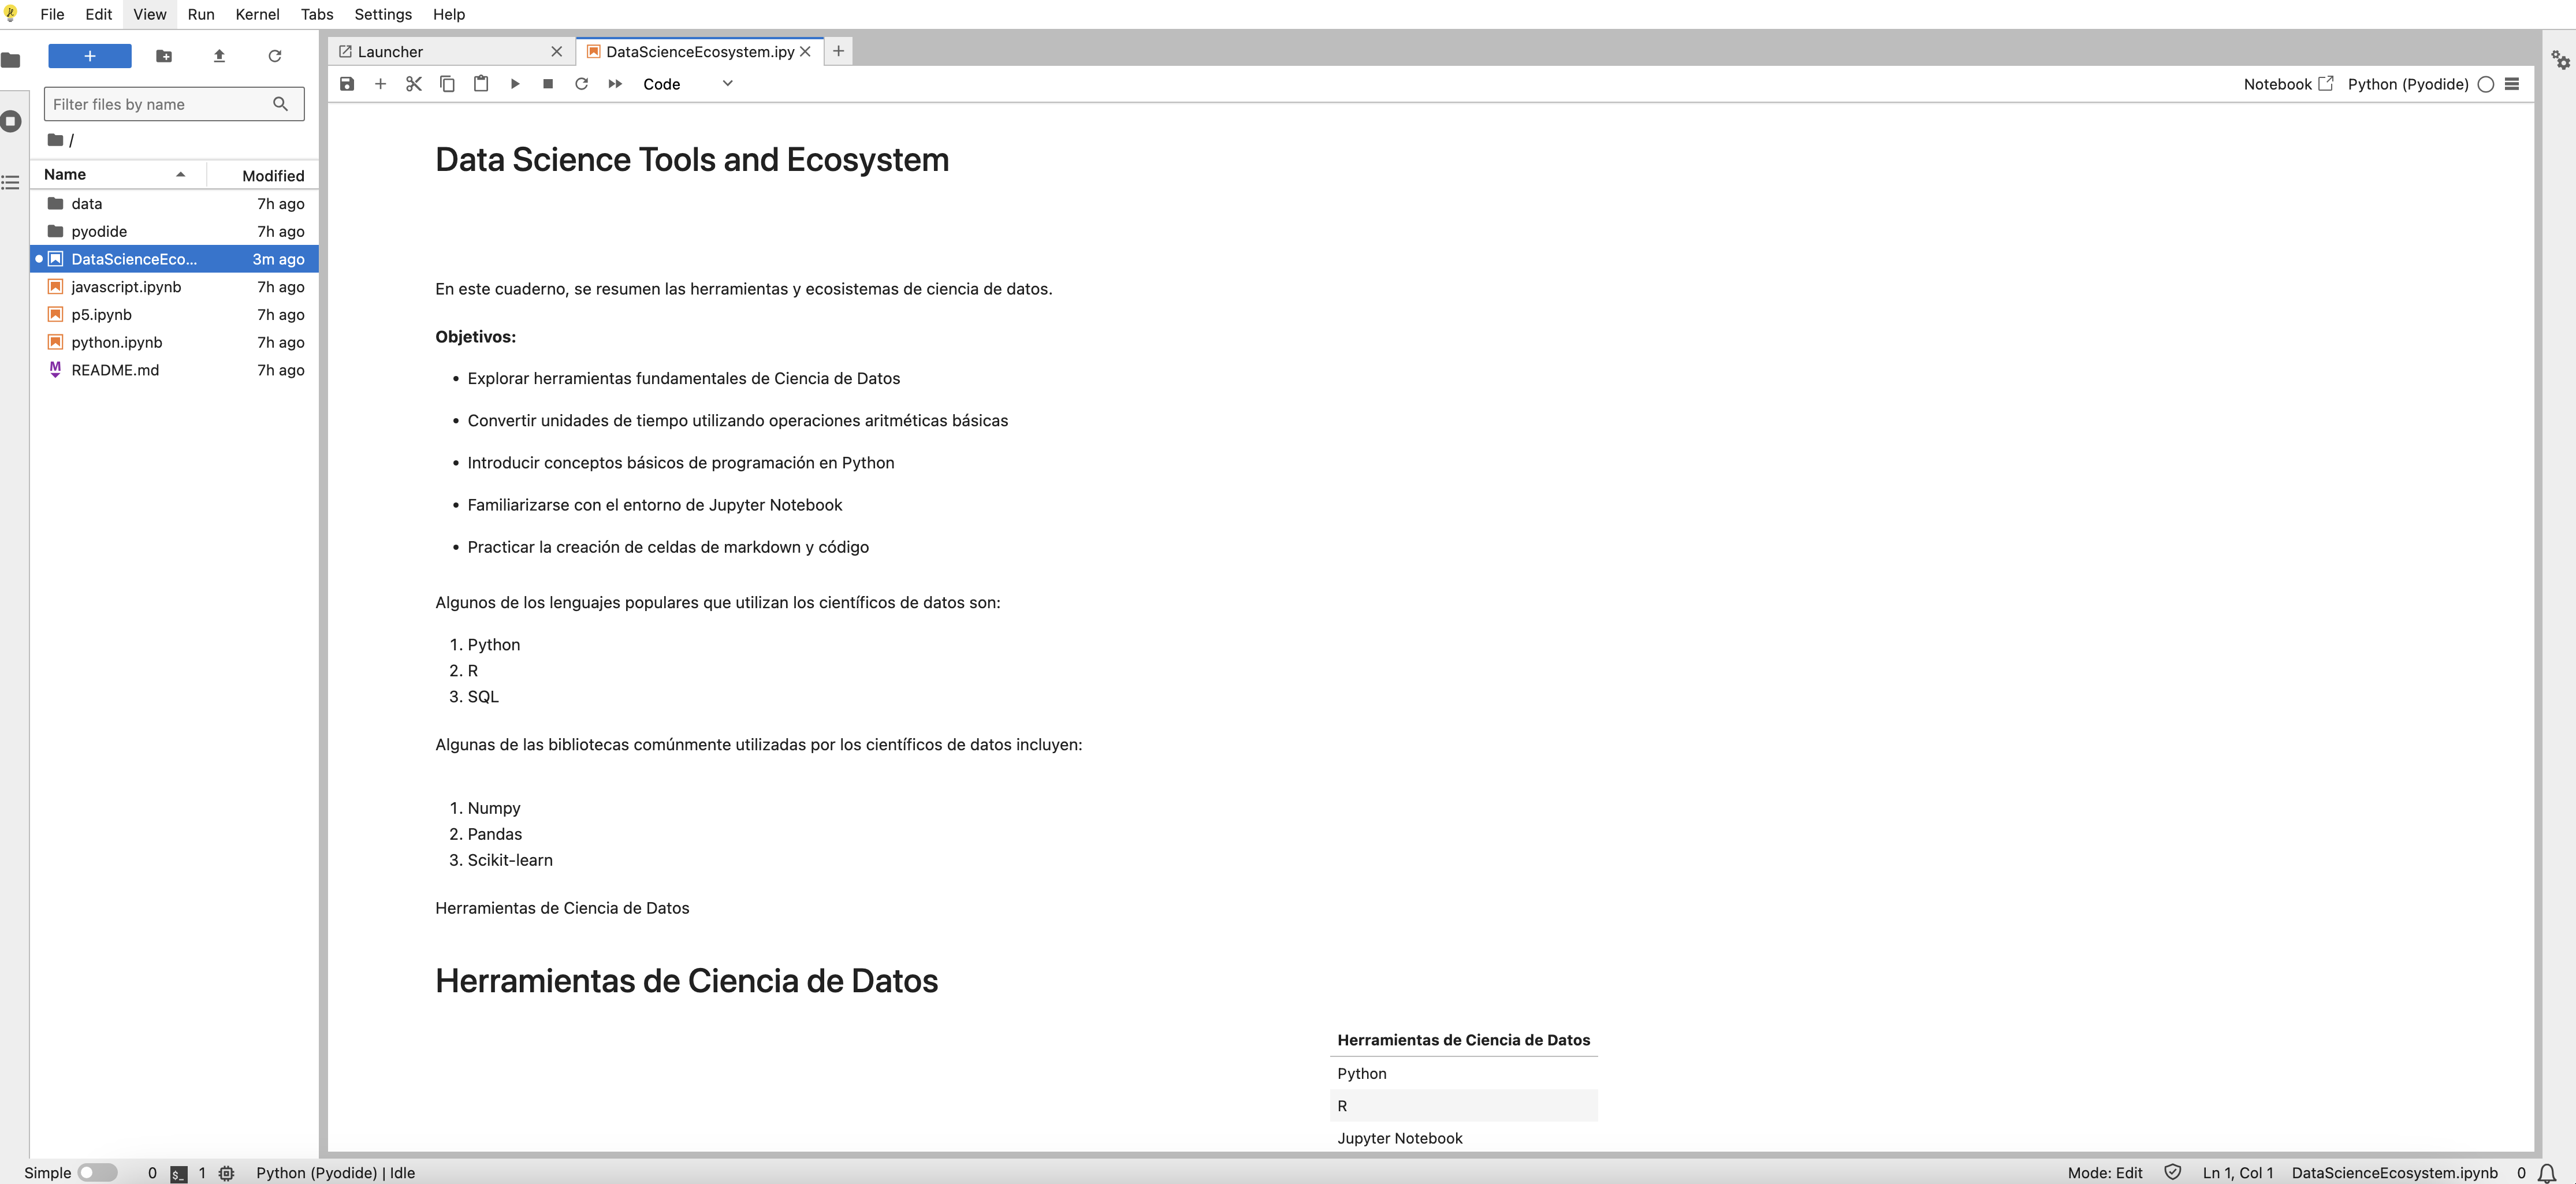 File Edit View Run Kernel Tabs Settings Help
Launcher
DataScienceEcosystem.ipy
Code
Notebook
Python (Pyodide)
Filter files by name
/
Name Modified
data 7h ago
pyodide 7h ago
DataScienceEco... 3m ago
javascript.ipynb 7h ago
p5.ipynb 7h ago
python.ipynb 7h ago
README.md 7h ago
Data Science Tools and Ecosystem
En este cuaderno, se resumen las herramientas y ecosistemas de ciencia de datos.
Objetivos:
• Explorar herramientas fundamentales de Ciencia de Datos
• Convertir unidades de tiempo utilizando operaciones aritméticas básicas
• Introducir conceptos básicos de programación en Python
• Familiarizarse con el entorno de Jupyter Notebook
• Practicar la creación de celdas de markdown y código
Algunos de los lenguajes populares que utilizan los científicos de datos son:
1. Python
2. R
3. SQL
Algunas de las bibliotecas comúnmente utilizadas por los científicos de datos incluyen:
1. Numpy
2. Pandas
3. Scikit-learn
Herramientas de Ciencia de Datos
Herramientas de Ciencia de Datos
Herramientas de Ciencia de Datos
Python
R
Jupyter Notebook
Simple 0 $_ 1 Python (Pyodide) | Idle Mode: Edit Ln 1, Col 1 DataScienceEcosystem.ipynb 0